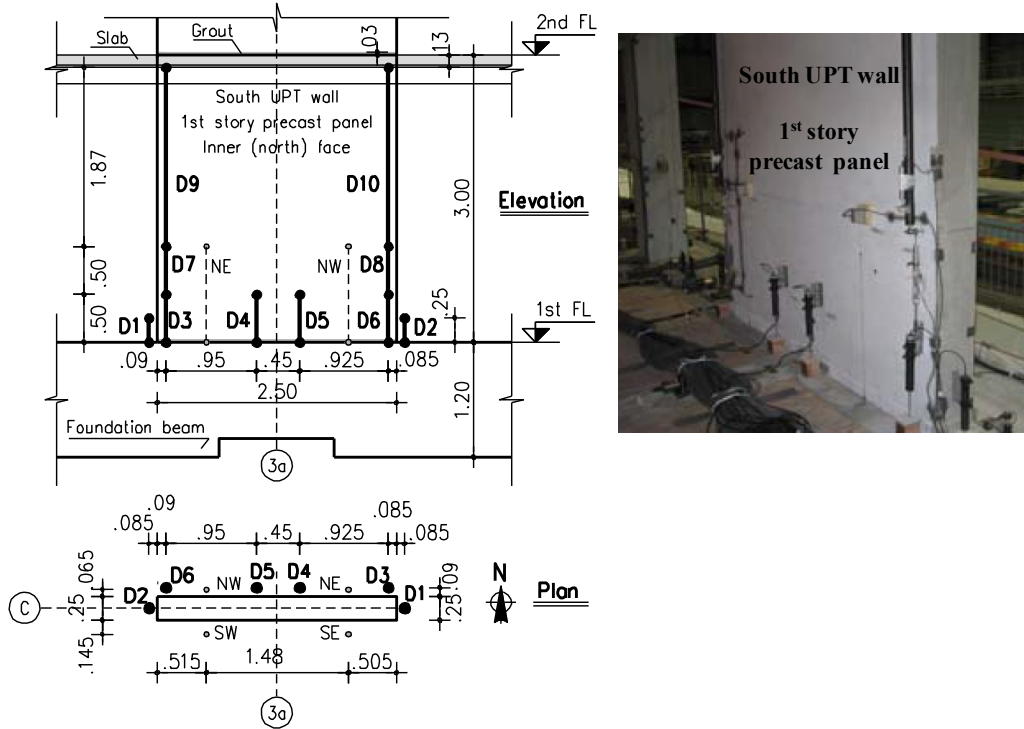 2nd FL
Slab
Grout
.03
.13
South UPT wall
1st story precast panel
Inner (north) face
1.87
D9
D10
3.00
Elevation
D7
NE
NW
D8
.50
.50
.25
1st FL
D1
D3
D4
D5
D6
D2
.09
.95
.45
.925
.085
2.50
1.20
Foundation beam
3a
.09
.085
.085
.95
.45
.925
.085
.065
D6
NW
D5
D4
NE
D3
.09
N
Plan
C
D2
D1
.25
.25
SW
SE
.145
.515
1.48
.505
3a
South UPT wall
1st story
precast panel